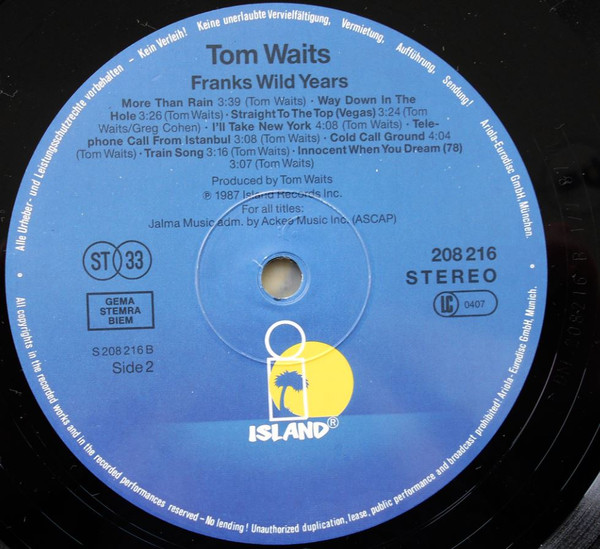 Alle Urheber- und Leistungsschutzrechte vorbehalten – Kein Verleih! Keine unerlaubte Vervielfältigung, Vermietung, Aufführung, Sendung! Ariola-Eurodisc GmbH, München.
Tom Waits
Franks Wild Years
More Than Rain 3:39 (Tom Waits) · Way Down In The
Hole 3:26 (Tom Waits) · Straight To The Top (Vegas) 3:24 (Tom
Waits/Greg Cohen) · I'll Take New York 4:08 (Tom Waits) · Tele-
phone Call From Istanbul 3:08 (Tom Waits) · Cold Call Ground 4:04
(Tom Waits) · Train Song 3:16 (Tom Waits) · Innocent When You Dream (78)
3:07 (Tom Waits)
Produced by Tom Waits
℗ 1987 Island Records Inc.
For all titles:
Jalma Music adm. by Ackee Music Inc. (ASCAP)
ST 33
208 216
STEREO
LC 0407
GEMA
STEMRA
BIEM
S 208 216 B
Side 2
ISLAND®
All copyrights in the recorded works and in the recorded performances reserved – No lending! Unauthorized duplication, lease, public performance and broadcast prohibited! Ariola-Eurodisc GmbH, Munich.